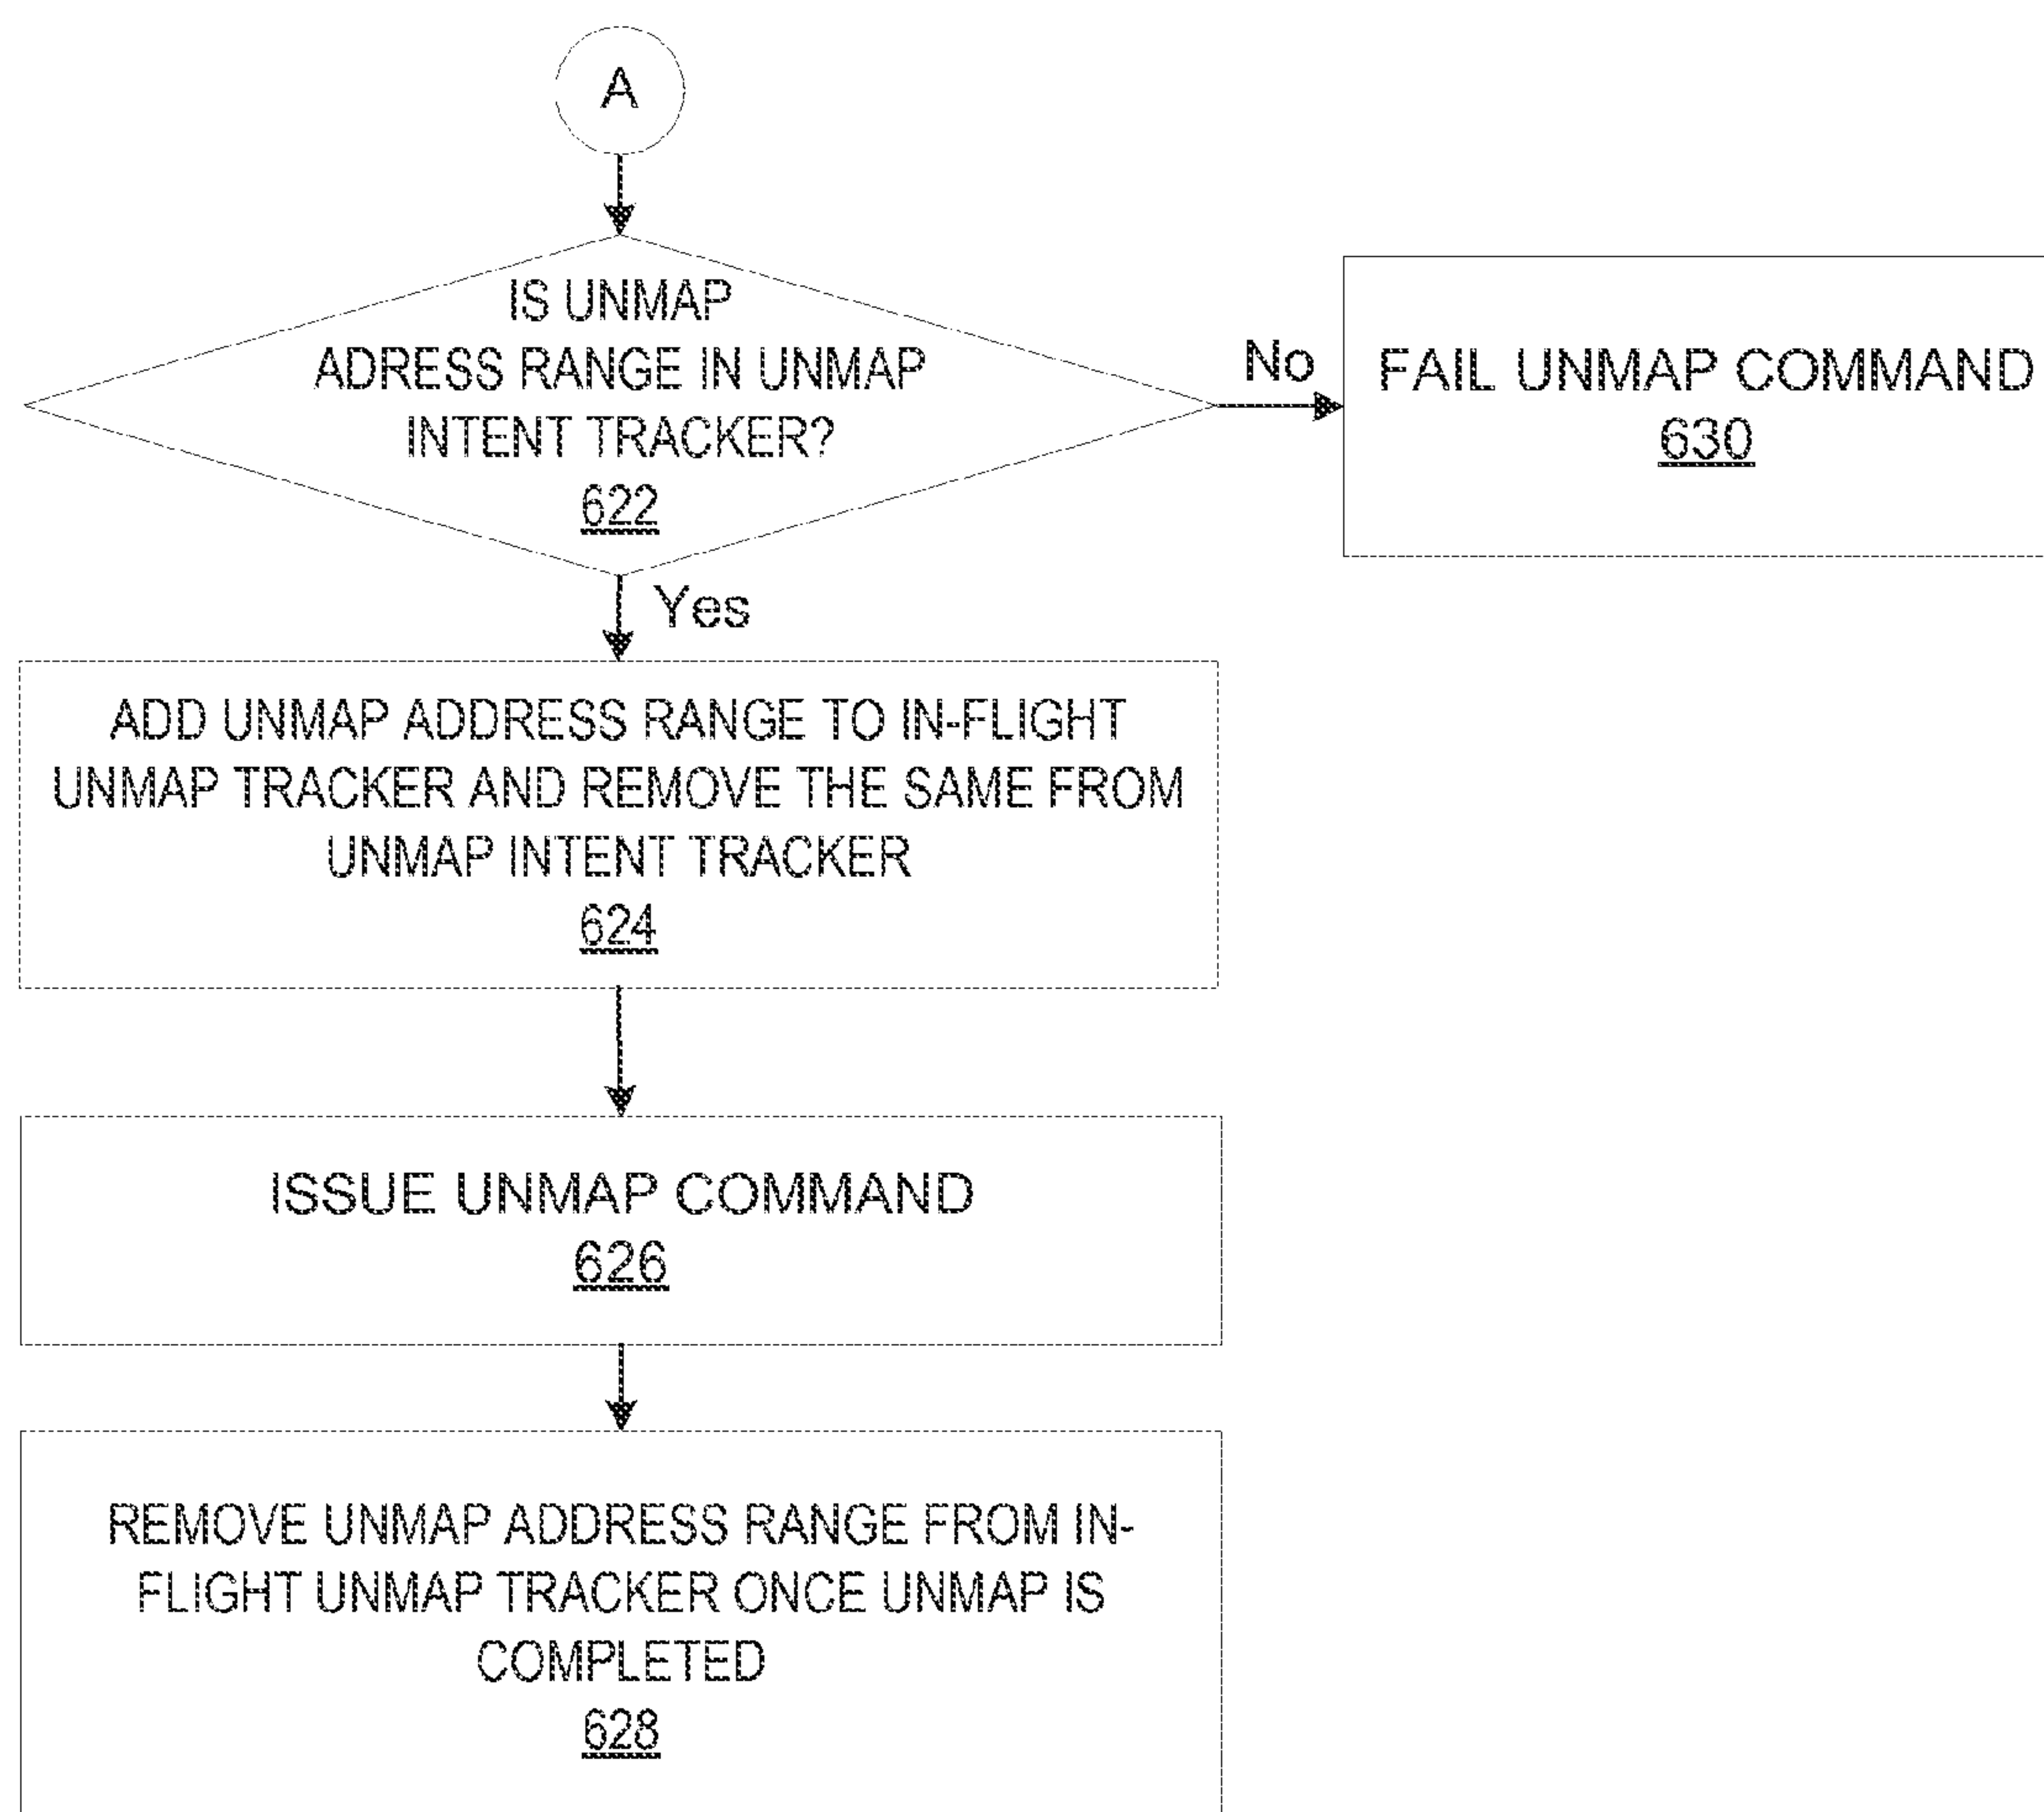 A
IS UNMAP
ADRESS RANGE IN UNMAP
INTENT TRACKER?
622
No
FAIL UNMAP COMMAND
630
Yes
ADD UNMAP ADDRESS RANGE TO IN-FLIGHT
UNMAP TRACKER AND REMOVE THE SAME FROM
UNMAP INTENT TRACKER
624
ISSUE UNMAP COMMAND
626
REMOVE UNMAP ADDRESS RANGE FROM IN-
FLIGHT UNMAP TRACKER ONCE UNMAP IS
COMPLETED
628